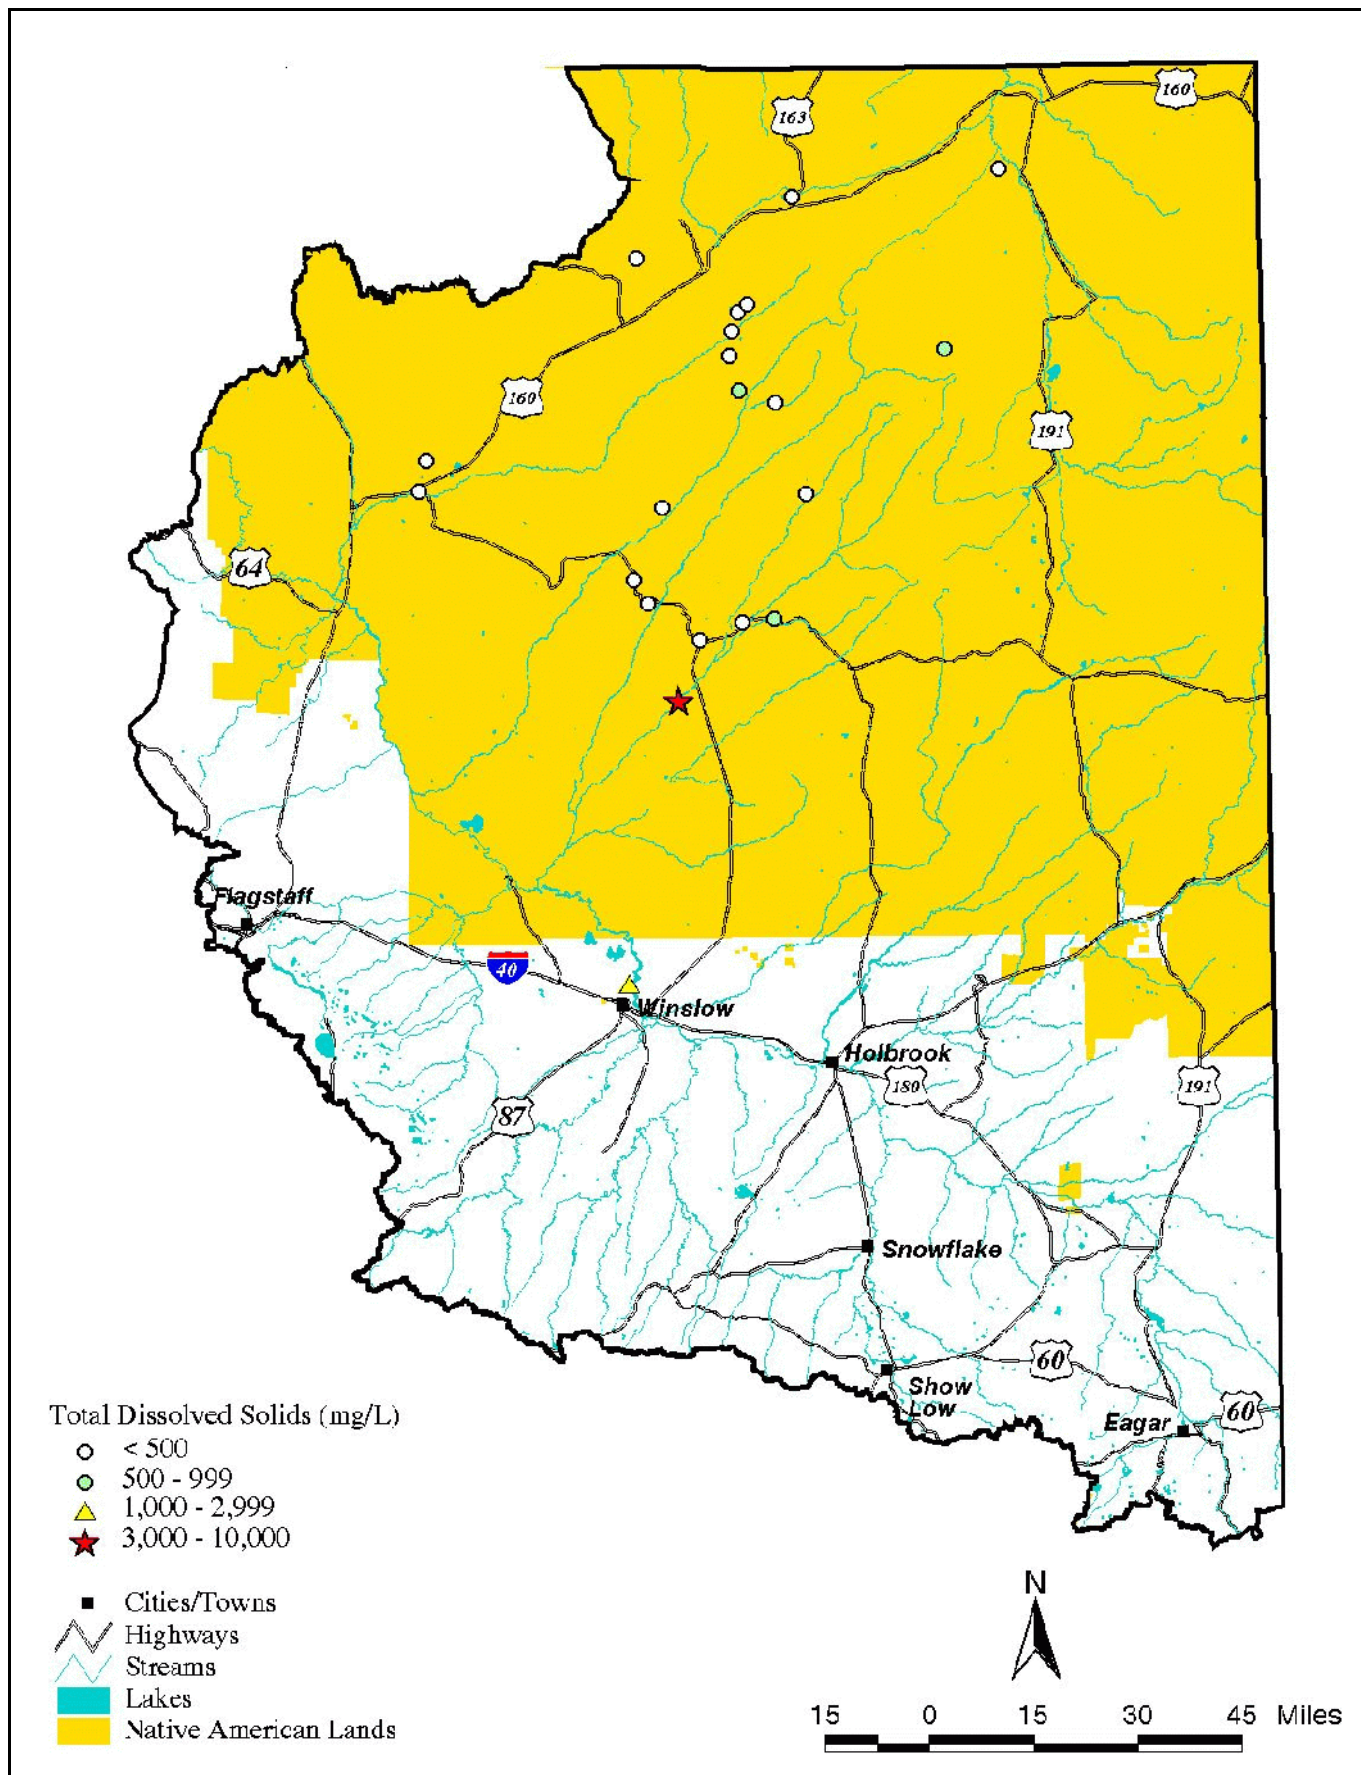 163
160
160
191
64
Flagstaff
40
Winslow
Holbrook
180
191
87
Snowflake
60
Show
Low
60
Eagar
Total Dissolved Solids (mg/L)
< 500
500 - 999
1,000 - 2,999
3,000 - 10,000
Cities/Towns
Highways
Streams
Lakes
Native American Lands
N
15 0 15 30 45 Miles